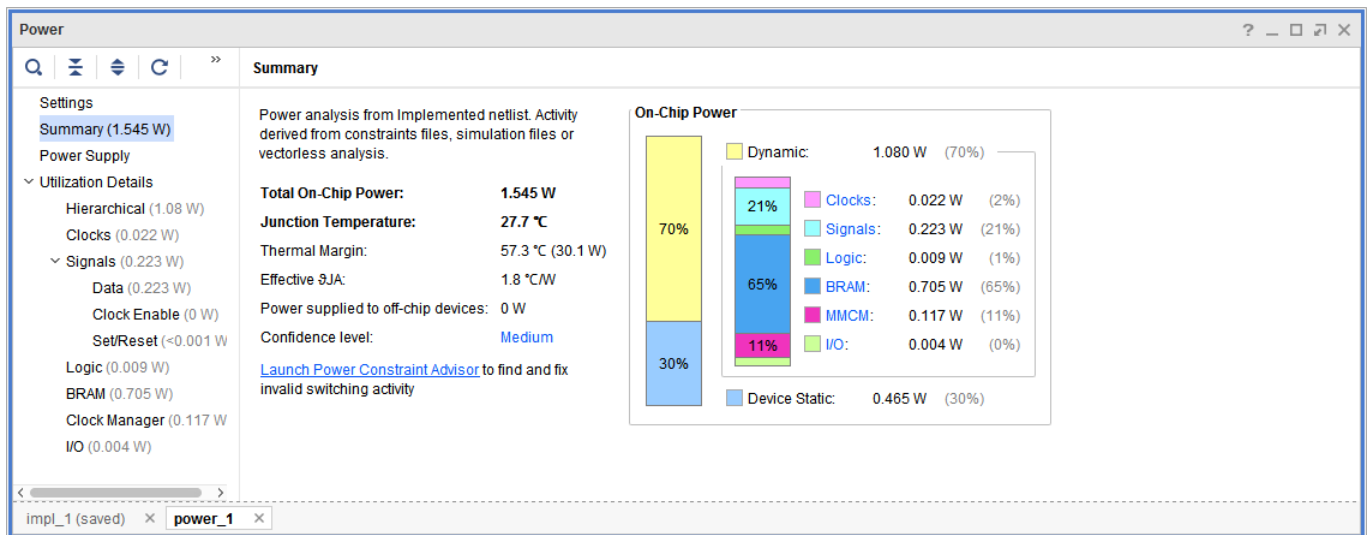 Power
? _ ☐ X
»
Summary
Settings
Summary (1.545 W)
Power Supply
Utilization Details
Hierarchical (1.08 W)
Clocks (0.022 W)
Signals (0.223 W)
Data (0.223 W)
Clock Enable (0 W)
Set/Reset (<0.001 W
Logic (0.009 W)
BRAM (0.705 W)
Clock Manager (0.117 W
I/O (0.004 W)
Power analysis from Implemented netlist. Activity
derived from constraints files, simulation files or
vectorless analysis.
Total On-Chip Power: 1.545 W
Junction Temperature: 27.7 °C
Thermal Margin: 57.3 °C (30.1 W)
Effective ϑJA: 1.8 °C/W
Power supplied to off-chip devices: 0 W
Confidence level: Medium
Launch Power Constraint Advisor to find and fix
invalid switching activity
On-Chip Power
70%
30%
Dynamic: 1.080 W (70%)
21%
65%
11%
Clocks: 0.022 W (2%)
Signals: 0.223 W (21%)
Logic: 0.009 W (1%)
BRAM: 0.705 W (65%)
MMCM: 0.117 W (11%)
I/O: 0.004 W (0%)
Device Static: 0.465 W (30%)
impl_1 (saved) × power_1 ×